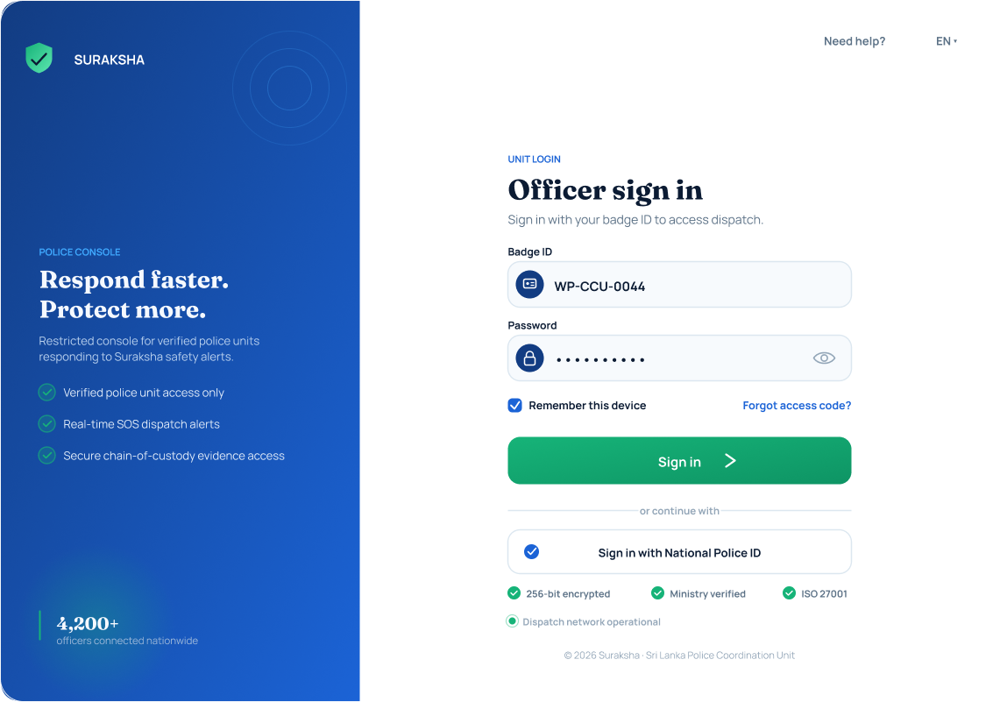 SURAKSHA
POLICE CONSOLE
Respond faster.
Protect more.
Restricted console for verified police units
responding to Suraksha safety alerts.
Verified police unit access only
Real-time SOS dispatch alerts
Secure chain-of-custody evidence access
4,200+
officers connected nationwide
Need help?
EN
UNIT LOGIN
Officer sign in
Sign in with your badge ID to access dispatch.
Badge ID
WP-CCU-0044
Password
••••••••••
Remember this device
Forgot access code?
Sign in
or continue with
Sign in with National Police ID
256-bit encrypted
Ministry verified
ISO 27001
Dispatch network operational
© 2026 Suraksha · Sri Lanka Police Coordination Unit